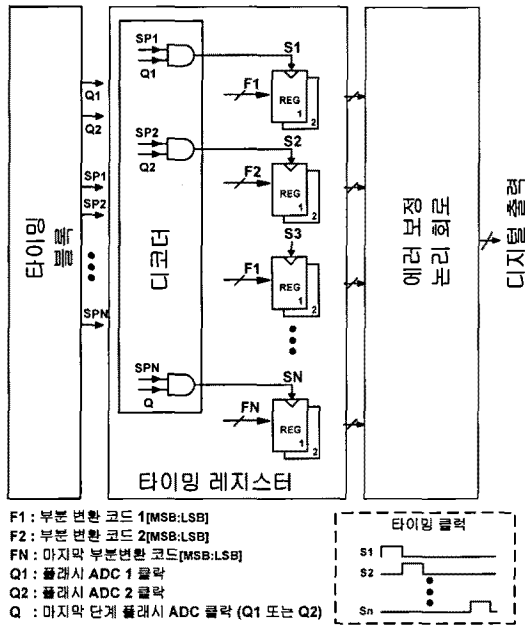 SP1
Q1
S1
F1
REG
1
2
Q1
Q2
SP2
Q2
S2
F2
REG
1
2
SP1
SP2
S3
F1
REG
1
2
SPN
SPN
Q
SN
FN
REG
1
2
타이밍
블록
디코더
에러 보정
논리 회로
디지털 출력
타이밍 레지스터
F1 : 부분 변환 코드 1[MSB:LSB]
F2 : 부분 변환 코드 2[MSB:LSB]
FN : 마지막 부분변환 코드[MSB:LSB]
Q1 : 플래시 ADC 1 클락
Q2 : 플래시 ADC 2 클락
Q : 마지막 단계 플래시 ADC 클락 (Q1 또는 Q2)
타이밍 클럭
S1
S2
Sn